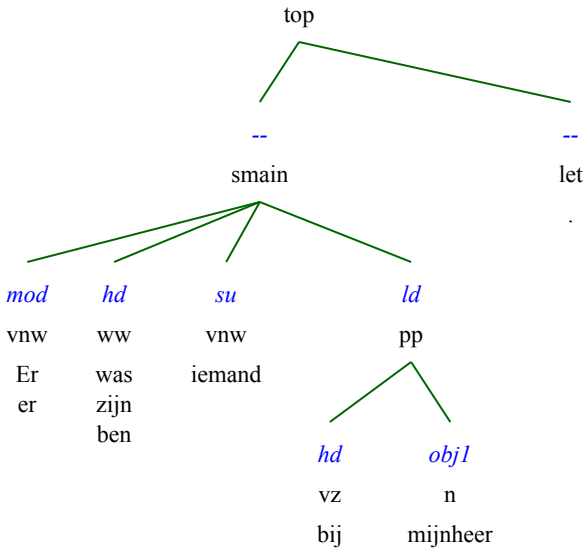 top
-- --
smain let
.
mod hd su ld
vnw ww vnw pp
Er was iemand
er zijn
ben
hd obj1
vz n
bij mijnheer